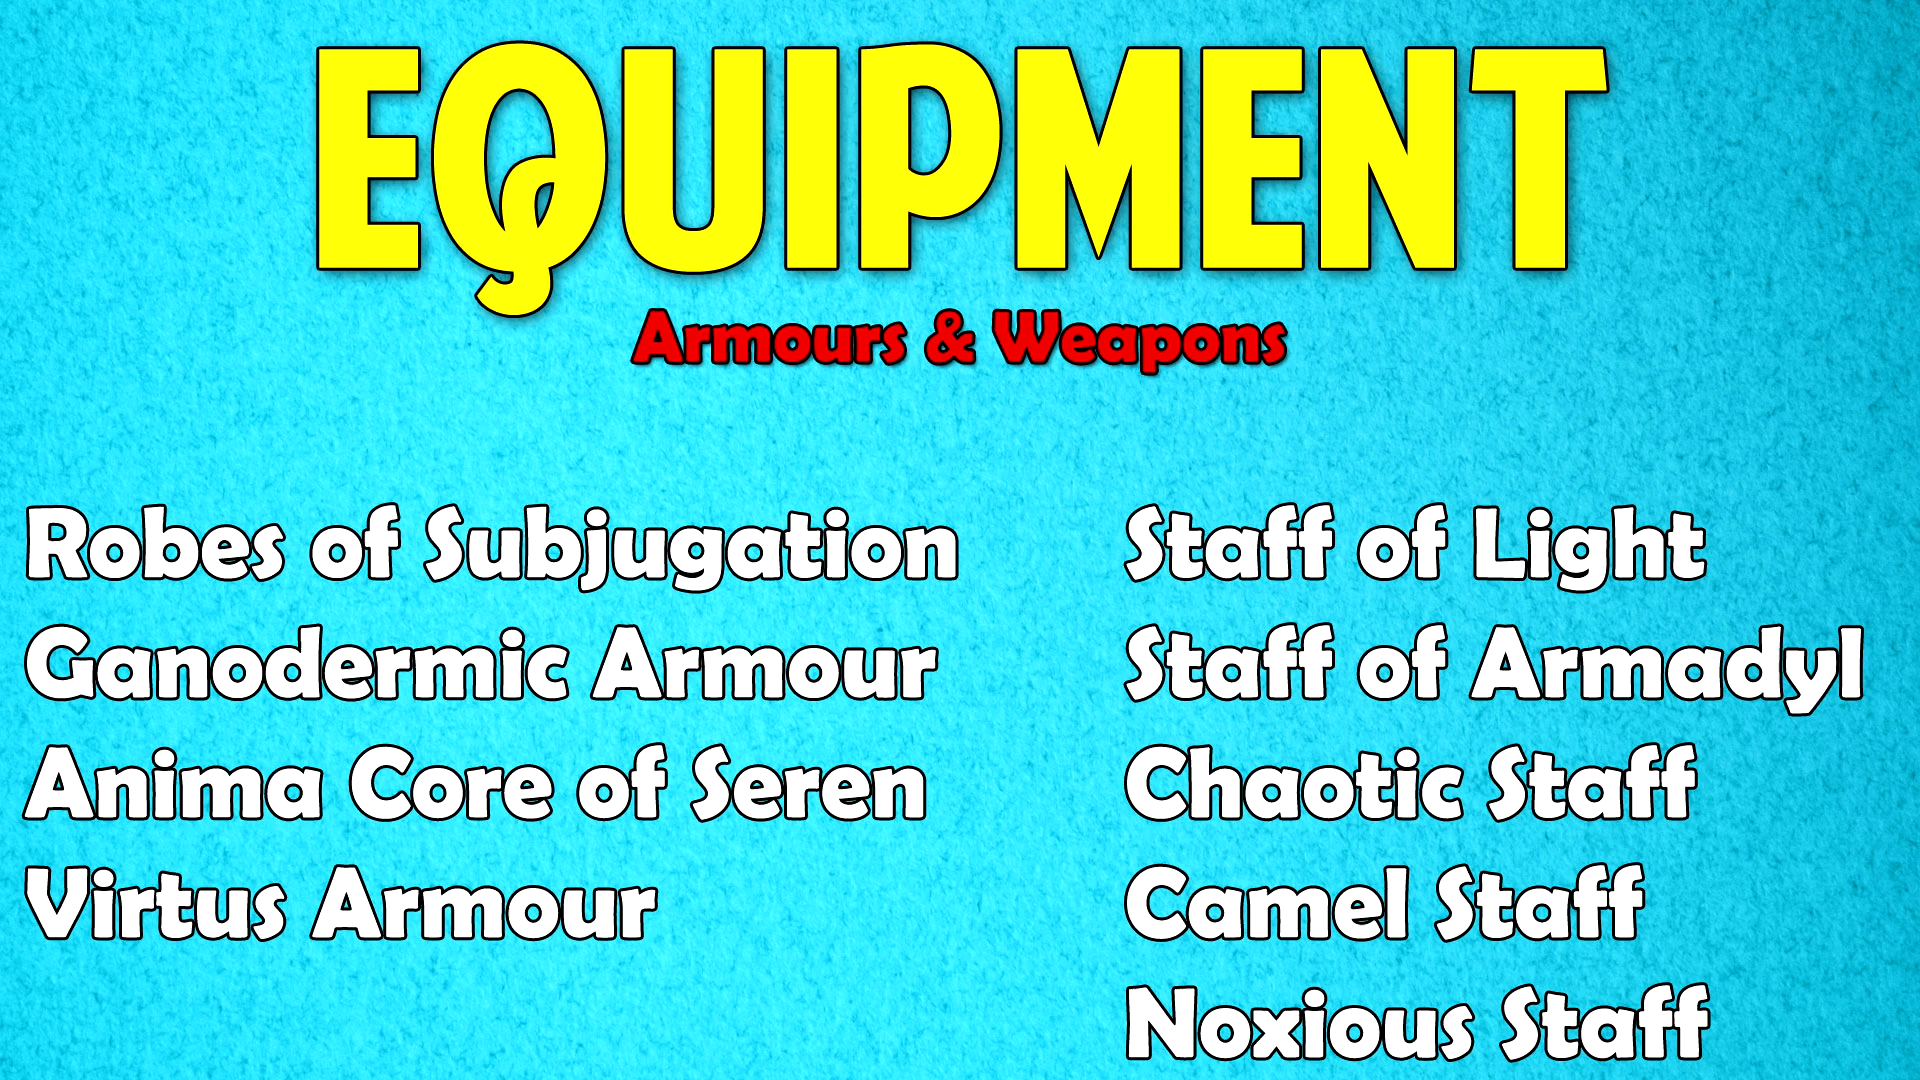 EQUIPMENT
Armours & Weapons
Robes of Subjugation
Ganodermic Armour
Anima Core of Seren
Virtus Armour
Staff of Light
Staff of Armadyl
Chaotic Staff
Camel Staff
Noxious Staff